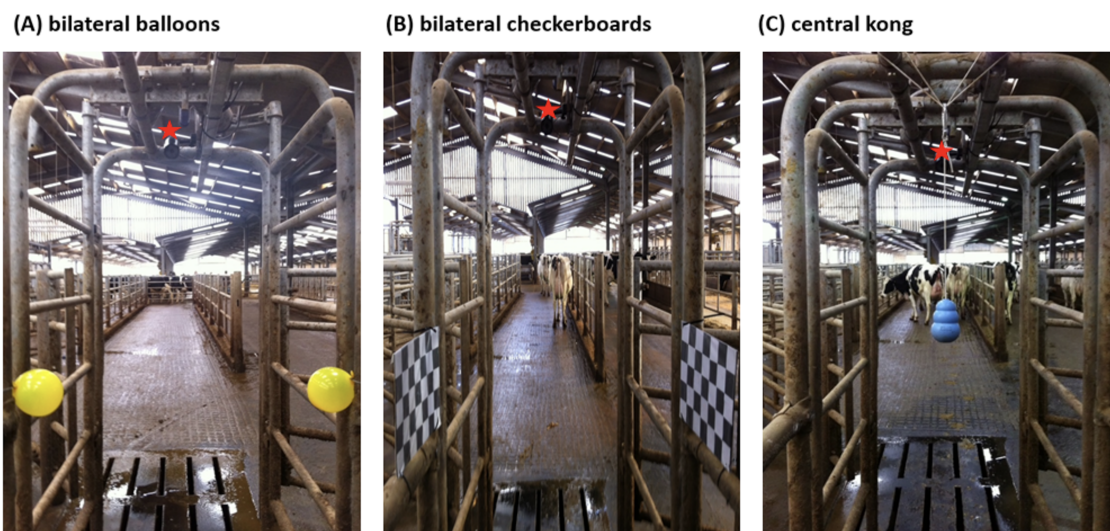 (A) bilateral balloons
(B) bilateral checkerboards
(C) central kong